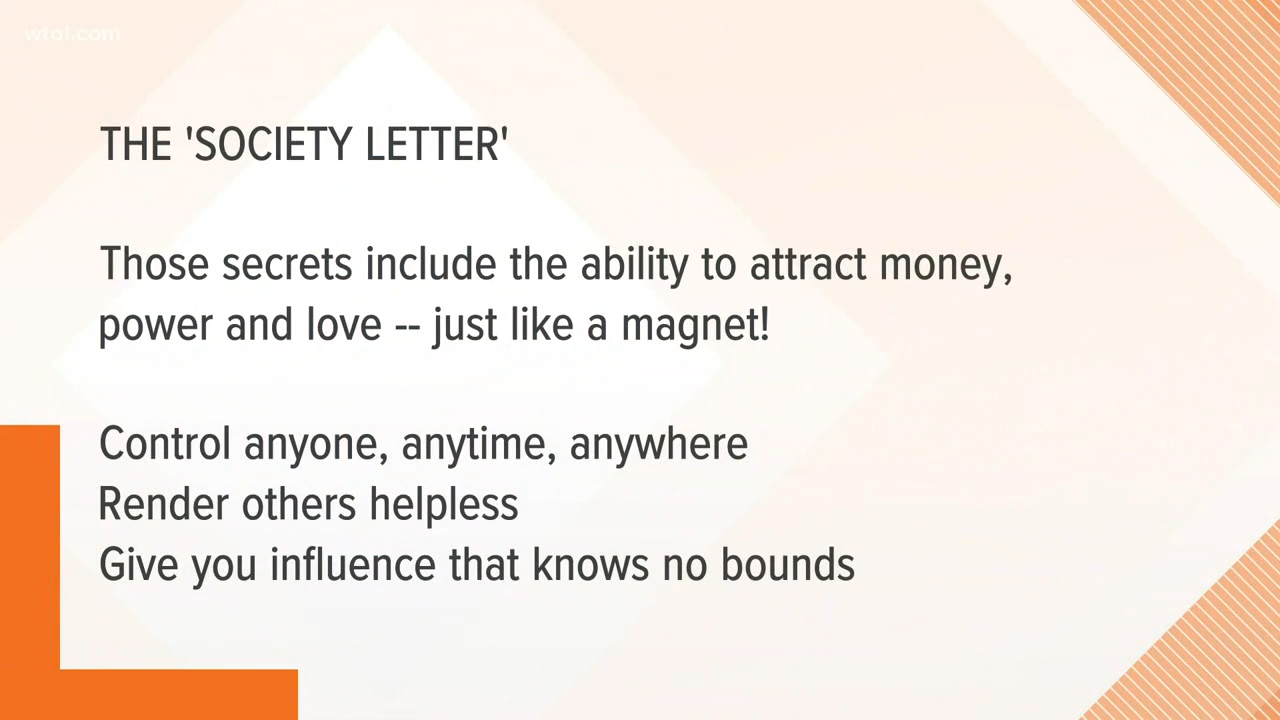 wtol.com
THE 'SOCIETY LETTER'
Those secrets include the ability to attract money,
power and love -- just like a magnet!
Control anyone, anytime, anywhere
Render others helpless
Give you influence that knows no bounds